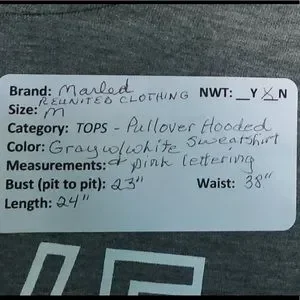 Brand: Marled NWT: __Y X N
REUNITED CLOTHING
Size: M
Category: TOPS - Pullover Hooded
Color: Gray w/white Sweatshirt
Measurements: & pink lettering
Bust (pit to pit): 23" Waist: 38"
Length: 24"